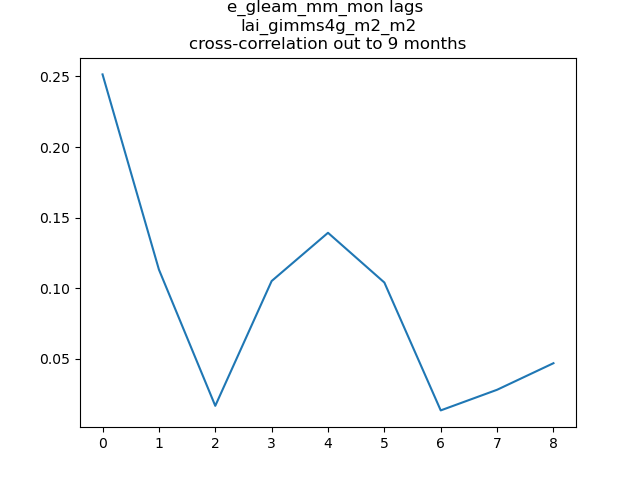 e_gleam_mm_mon lags
lai_gimms4g_m2_m2
cross-correlation out to 9 months
0.25
0.20
0.15
0.10
0.05
0 1 2 3 4 5 6 7 8